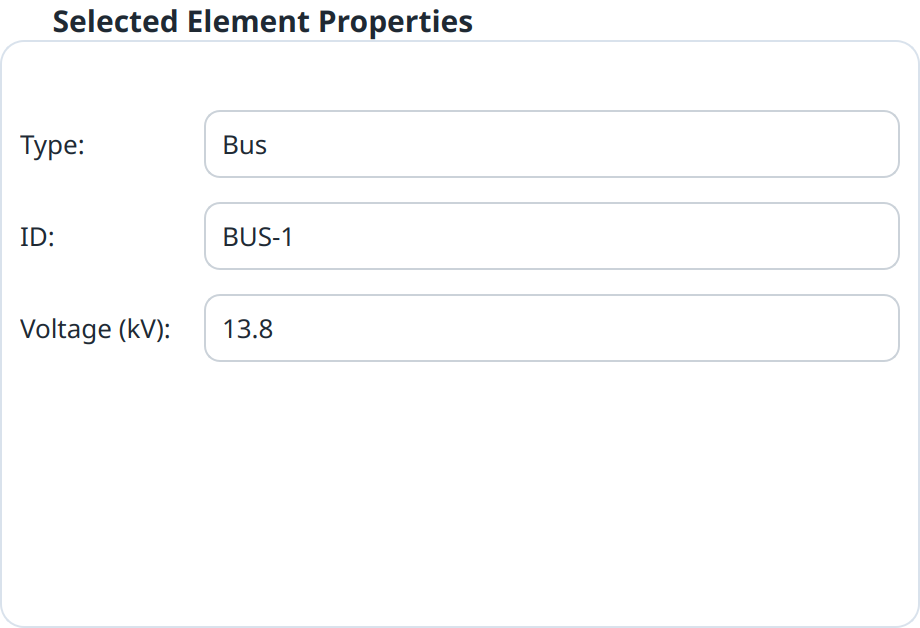 Selected Element Properties
Type: Bus
ID: BUS-1
Voltage (kV): 13.8